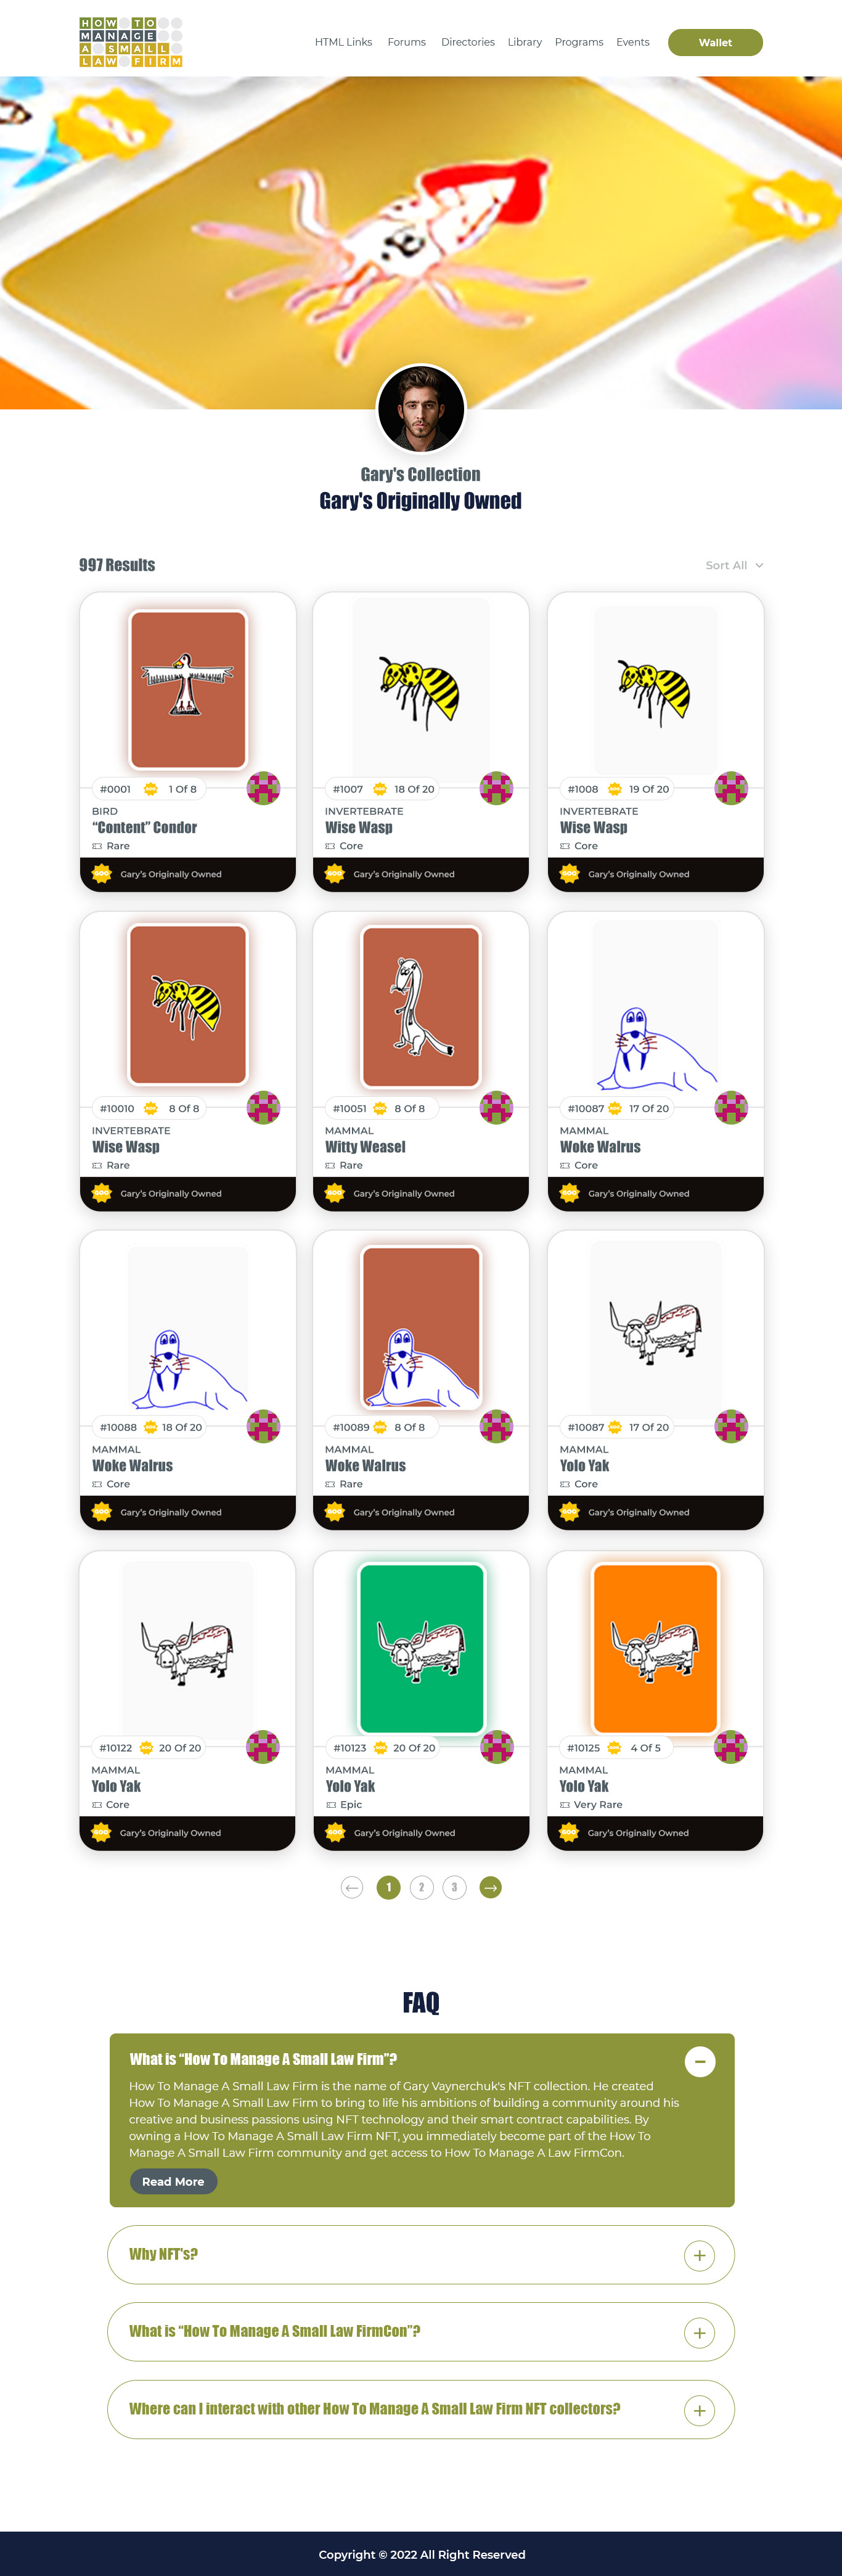 HOW TO
MANAGE
A SMALL
LAW FIRM
HTML Links Forums Directories Library Programs Events Wallet
Gary's Collection
Gary's Originally Owned
997 Results Sort All
#0001 1 Of 8
BIRD
“Content” Condor
Rare
GOO Gary’s Originally Owned
#1007 18 Of 20
INVERTEBRATE
Wise Wasp
Core
GOO Gary’s Originally Owned
#1008 19 Of 20
INVERTEBRATE
Wise Wasp
Core
GOO Gary’s Originally Owned
#10010 8 Of 8
INVERTEBRATE
Wise Wasp
Rare
GOO Gary’s Originally Owned
#10051 8 Of 8
MAMMAL
Witty Weasel
Rare
GOO Gary’s Originally Owned
#10087 17 Of 20
MAMMAL
Woke Walrus
Core
GOO Gary’s Originally Owned
#10088 18 Of 20
MAMMAL
Woke Walrus
Core
GOO Gary’s Originally Owned
#10089 8 Of 8
MAMMAL
Woke Walrus
Rare
GOO Gary’s Originally Owned
#10087 17 Of 20
MAMMAL
Yolo Yak
Core
GOO Gary’s Originally Owned
#10122 20 Of 20
MAMMAL
Yolo Yak
Core
GOO Gary’s Originally Owned
#10123 20 Of 20
MAMMAL
Yolo Yak
Epic
GOO Gary’s Originally Owned
#10125 4 Of 5
MAMMAL
Yolo Yak
Very Rare
GOO Gary’s Originally Owned
1 2 3
FAQ
What is “How To Manage A Small Law Firm”?
How To Manage A Small Law Firm is the name of Gary Vaynerchuk's NFT collection. He created
How To Manage A Small Law Firm to bring to life his ambitions of building a community around his
creative and business passions using NFT technology and their smart contract capabilities. By
owning a How To Manage A Small Law Firm NFT, you immediately become part of the How To
Manage A Small Law Firm community and get access to How To Manage A Law FirmCon.
Read More
Why NFT's?
What is “How To Manage A Small Law FirmCon”?
Where can I interact with other How To Manage A Small Law Firm NFT collectors?
Copyright © 2022 All Right Reserved